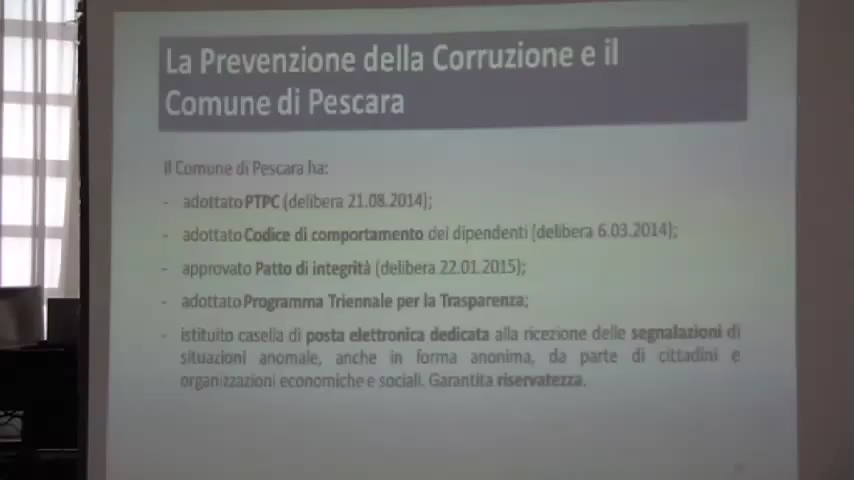 La Prevenzione della Corruzione e il
Comune di Pescara
Il Comune di Pescara ha:
- adottato PTPC (delibera 21.08.2014);
- adottato Codice di comportamento dei dipendenti (delibera 6.03.2014);
- approvato Patto di integrità (delibera 22.01.2015);
- adottato Programma Triennale per la Trasparenza;
- istituito casella di posta elettronica dedicata alla ricezione delle segnalazioni di
situazioni anomale, anche in forma anonima, da parte di cittadini e
organizzazioni economiche e sociali. Garantita riservatezza.